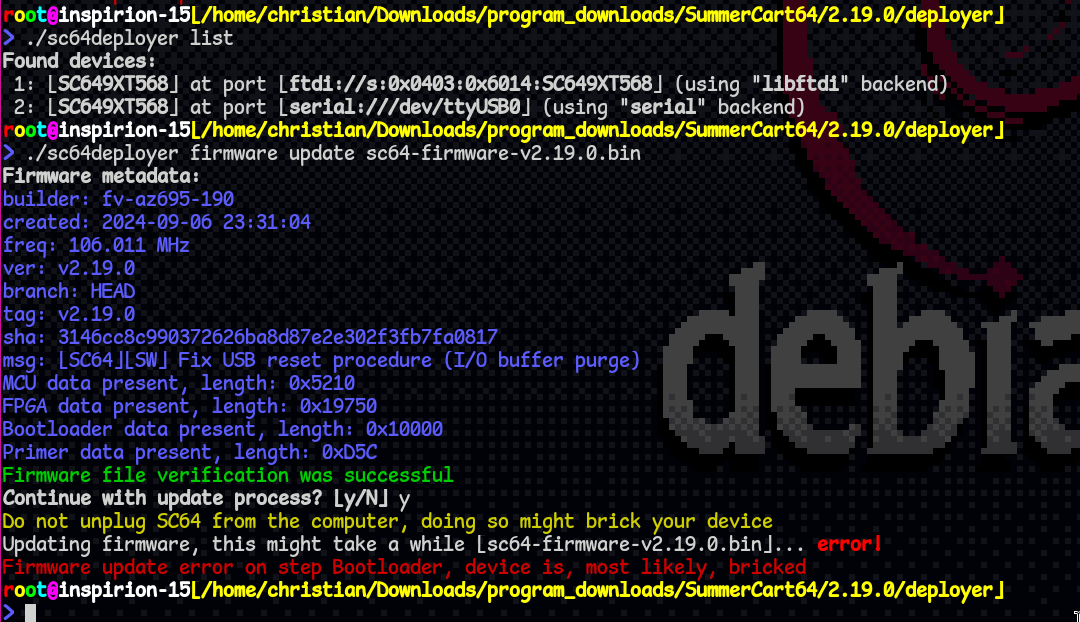 root@inspirion-15[/home/christian/Downloads/program_downloads/SummerCart64/2.19.0/deployer]
> ./sc64deployer list
Found devices:
1: [SC649XT568] at port [ftdi://s:0x0403:0x6014:SC649XT568] (using "libftdi" backend)
2: [SC649XT568] at port [serial:///dev/ttyUSB0] (using "serial" backend)
root@inspirion-15[/home/christian/Downloads/program_downloads/SummerCart64/2.19.0/deployer]
> ./sc64deployer firmware update sc64-firmware-v2.19.0.bin
Firmware metadata:
builder: fv-az695-190
created: 2024-09-06 23:31:04
freq: 106.011 MHz
ver: v2.19.0
branch: HEAD
tag: v2.19.0
sha: 3146cc8c990372626ba8d87e2e302f3fb7fa0817
msg: [SC64][SW] Fix USB reset procedure (I/O buffer purge)
MCU data present, length: 0x5210
FPGA data present, length: 0x19750
Bootloader data present, length: 0x10000
Primer data present, length: 0xD5C
Firmware file verification was successful
Continue with update process? [y/N] y
Do not unplug SC64 from the computer, doing so might brick your device
Updating firmware, this might take a while [sc64-firmware-v2.19.0.bin]... error!
Firmware update error on step Bootloader, device is, most likely, bricked
root@inspirion-15[/home/christian/Downloads/program_downloads/SummerCart64/2.19.0/deployer]
>
debia